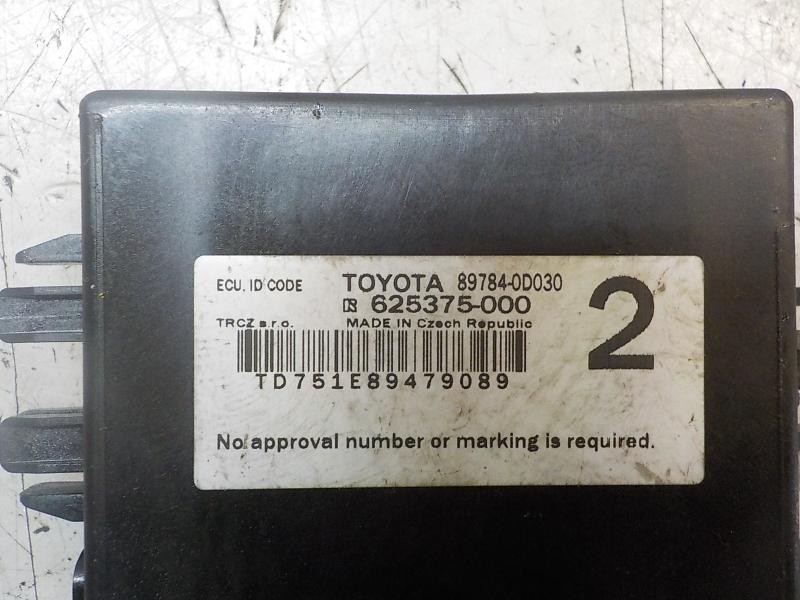 ECU, ID CODE TOYOTA 89784-0D030
625375-000
TRCZ s.r.o. MADE IN Czech Republic
2
TD751E89479089
No approval number or marking is required.